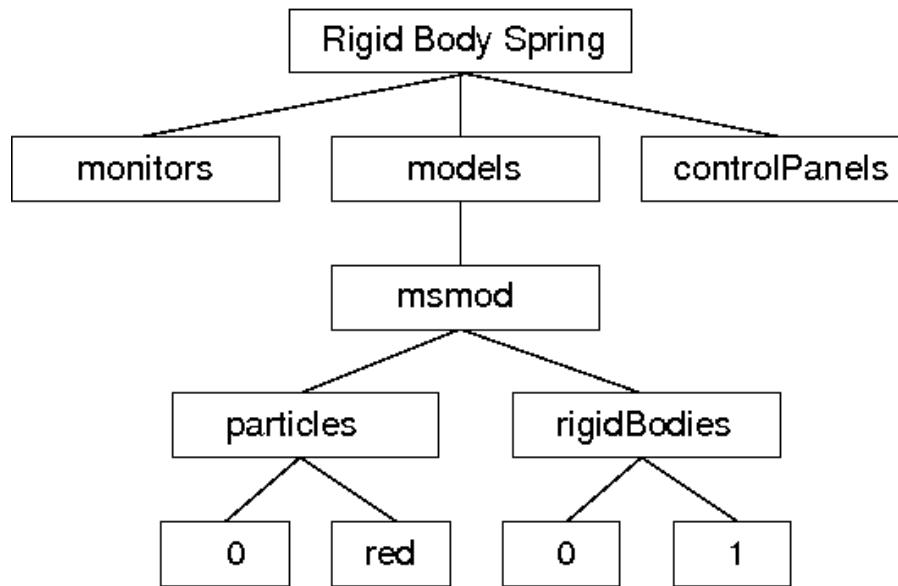 Rigid Body Spring
monitors
models
controlPanels
msmod
particles
rigidBodies
0
red
0
1